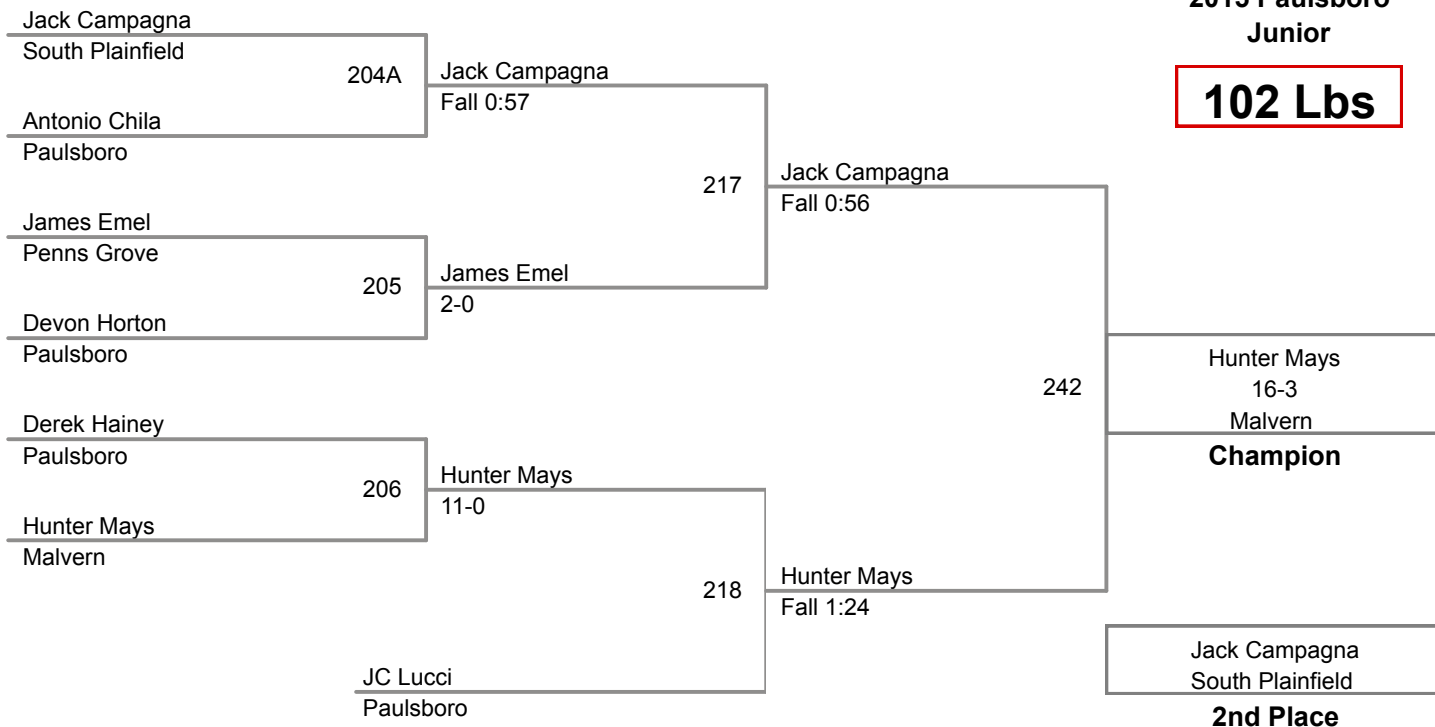 2015 Paulsboro
Junior
102 Lbs
Jack Campagna
South Plainfield
204A
Antonio Chila
Paulsboro
Jack Campagna
Fall 0:57
James Emel
Penns Grove
205
Devon Horton
Paulsboro
James Emel
2-0
217
Jack Campagna
Fall 0:56
Derek Hainey
Paulsboro
206
Hunter Mays
Malvern
Hunter Mays
11-0
218
JC Lucci
Paulsboro
Hunter Mays
Fall 1:24
242
Hunter Mays
16-3
Malvern
Champion
Jack Campagna
South Plainfield
2nd Place